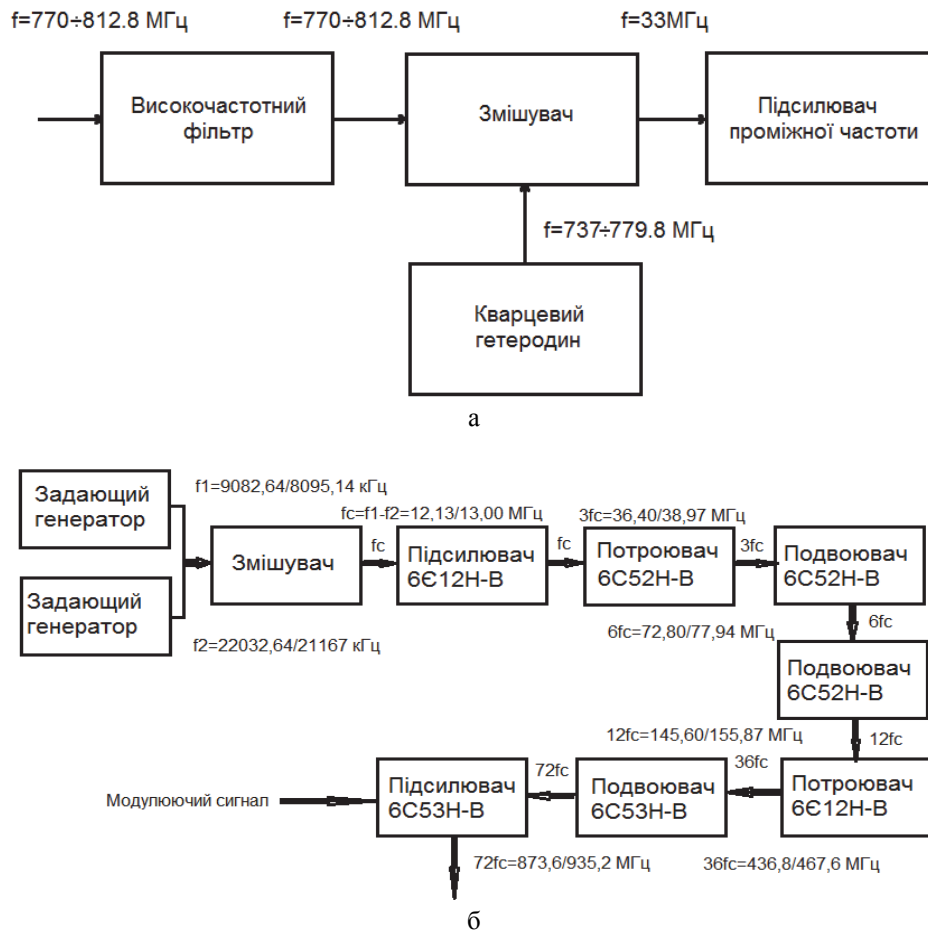 f=770÷812.8 МГц
f=770÷812.8 МГц
f=33МГц
Високочастотний
фільтр
Змішувач
Підсилювач
проміжної частоти
f=737÷779.8 МГц
Кварцевий
гетеродин
а
Задающий
генератор
f1=9082,64/8095,14 кГц
fc=f1-f2=12,13/13,00 МГц
3fc=36,40/38,97 МГц
Змішувач
fc
Підсилювач
6Є12Н-В
fc
Потроювач
6С52Н-В
3fc
Подвоювач
6С52Н-В
Задающий
генератор
f2=22032,64/21167 кГц
6fc=72,80/77,94 МГц
6fc
Подвоювач
6С52Н-В
12fc=145,60/155,87 МГц
12fc
Модулюючий сигнал
Підсилювач
6С53Н-В
72fc
Подвоювач
6С53Н-В
36fc
Потроювач
6Є12Н-В
72fc=873,6/935,2 МГц
36fc=436,8/467,6 МГц
б